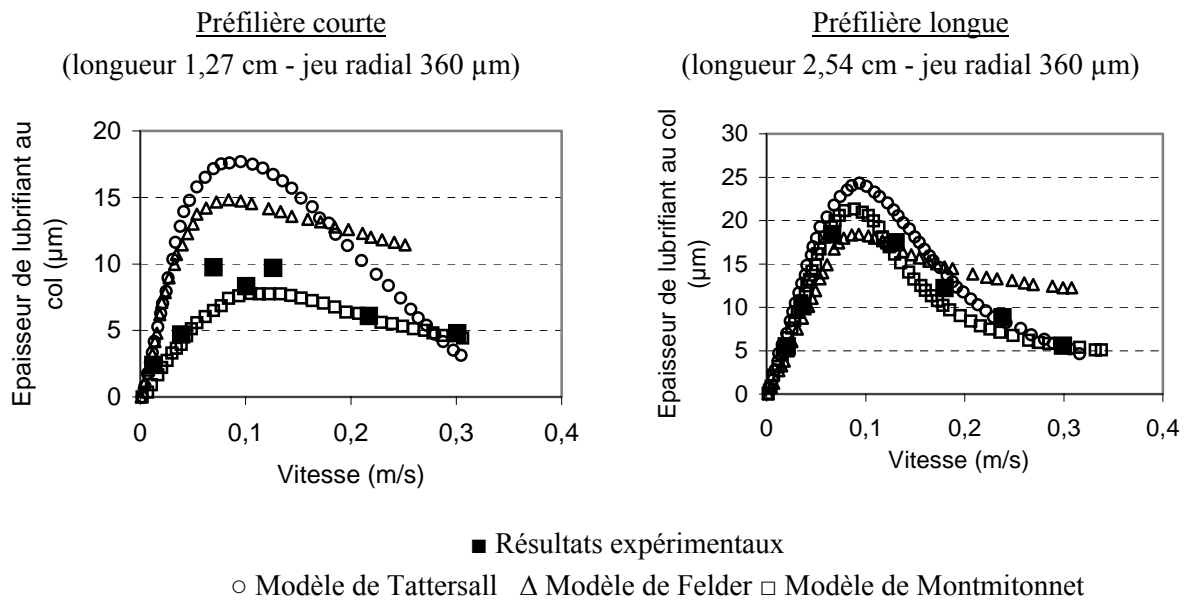 Préfilière courte
(longueur 1,27 cm - jeu radial 360 µm)
Epaisseur de lubrifiant au
col (µm)
20
15
10
5
0
0
0,1
0,2
0,3
0,4
Vitesse (m/s)
Préfilière longue
(longueur 2,54 cm - jeu radial 360 µm)
Epaisseur de lubrifiant au col
(µm)
30
25
20
15
10
5
0
0
0,1
0,2
0,3
0,4
Vitesse (m/s)
■ Résultats expérimentaux
○ Modèle de Tattersall Δ Modèle de Felder □ Modèle de Montmitonnet